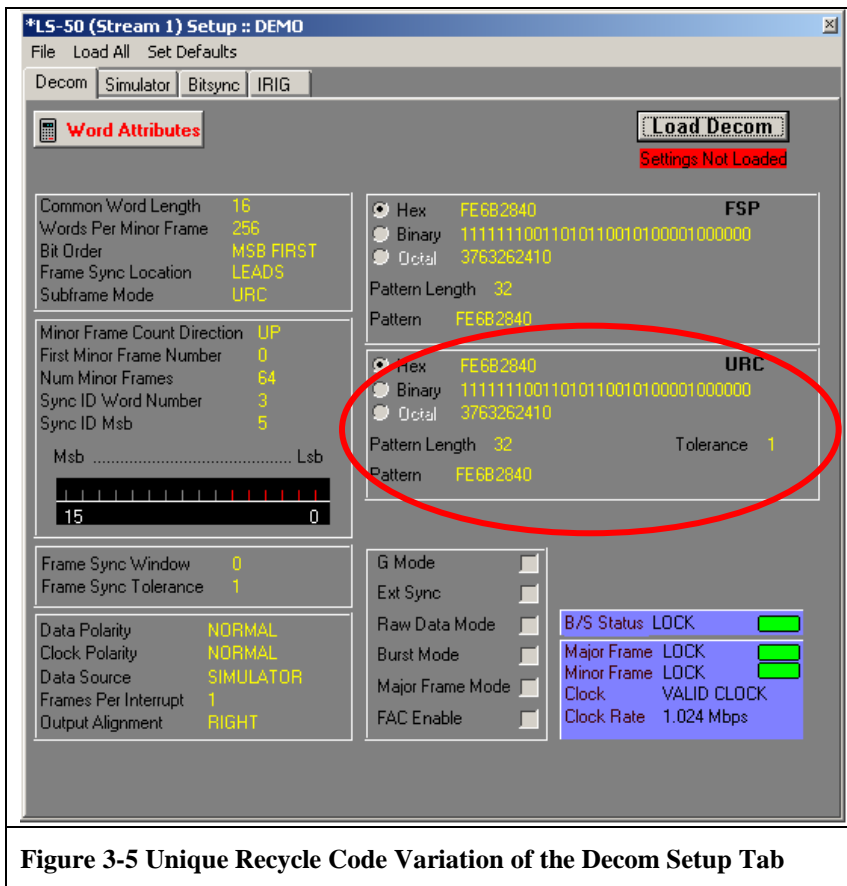 *LS-50 (Stream 1) Setup :: DEMO
File Load All Set Defaults
Decom Simulator Bitsync IRIG
Word Attributes
Load Decom
Settings Not Loaded
Common Word Length 16
Words Per Minor Frame 256
Bit Order MSB FIRST
Frame Sync Location LEADS
Subframe Mode URC
Minor Frame Count Direction UP
First Minor Frame Number 0
Num Minor Frames 64
Sync ID Word Number 3
Sync ID Msb 5
Msb ........................................ Lsb
15 0
Frame Sync Window 0
Frame Sync Tolerance 1
Data Polarity NORMAL
Clock Polarity NORMAL
Data Source SIMULATOR
Frames Per Interrupt 1
Output Alignment RIGHT
Hex FE6B2840 FSP
Binary 11111110011010110010100001000000
Octal 3763262410
Pattern Length 32
Pattern FE6B2840
Hex FE6B2840 URC
Binary 11111110011010110010100001000000
Octal 3763262410
Pattern Length 32 Tolerance 1
Pattern FE6B2840
G Mode
Ext Sync
Raw Data Mode
Burst Mode
Major Frame Mode
FAC Enable
B/S Status LOCK
Major Frame LOCK
Minor Frame LOCK
Clock VALID CLOCK
Clock Rate 1.024 Mbps
Figure 3-5 Unique Recycle Code Variation of the Decom Setup Tab